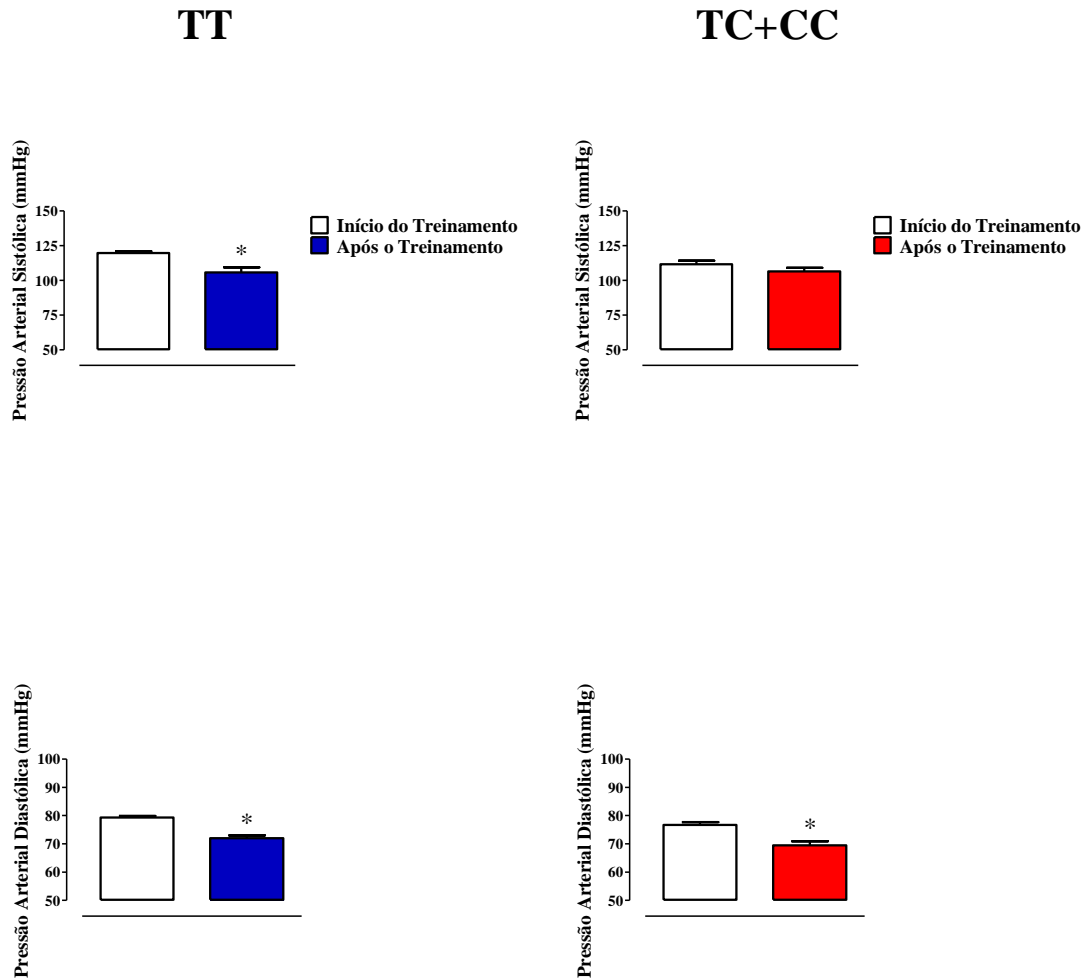 TT
TC+CC
Pressão Arterial Sistólica (mmHg)
150
125
100
75
50
*
Início do Treinamento
Após o Treinamento
Pressão Arterial Sistólica (mmHg)
150
125
100
75
50
Início do Treinamento
Após o Treinamento
Pressão Arterial Diastólica (mmHg)
100
90
80
70
60
50
*
Pressão Arterial Diastólica (mmHg)
100
90
80
70
60
50
*